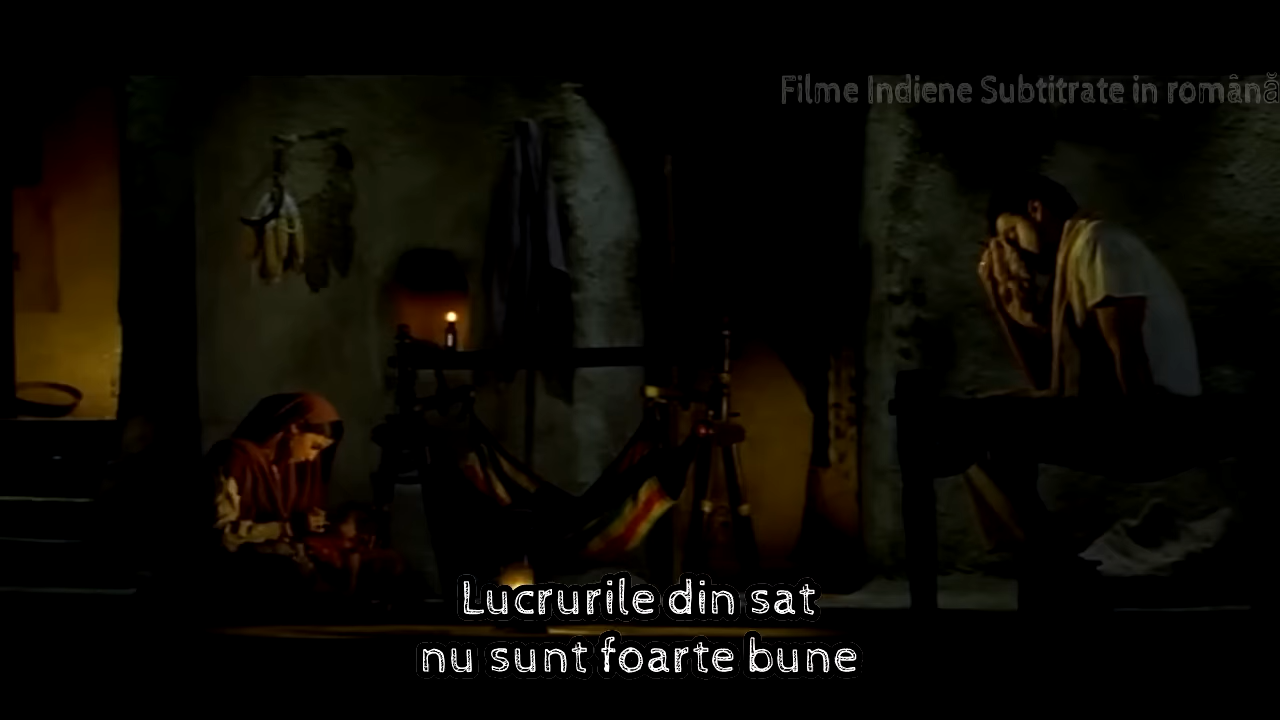 Filme Indiene Subtitrate in română
Lucrurile din sat
nu sunt foarte bune